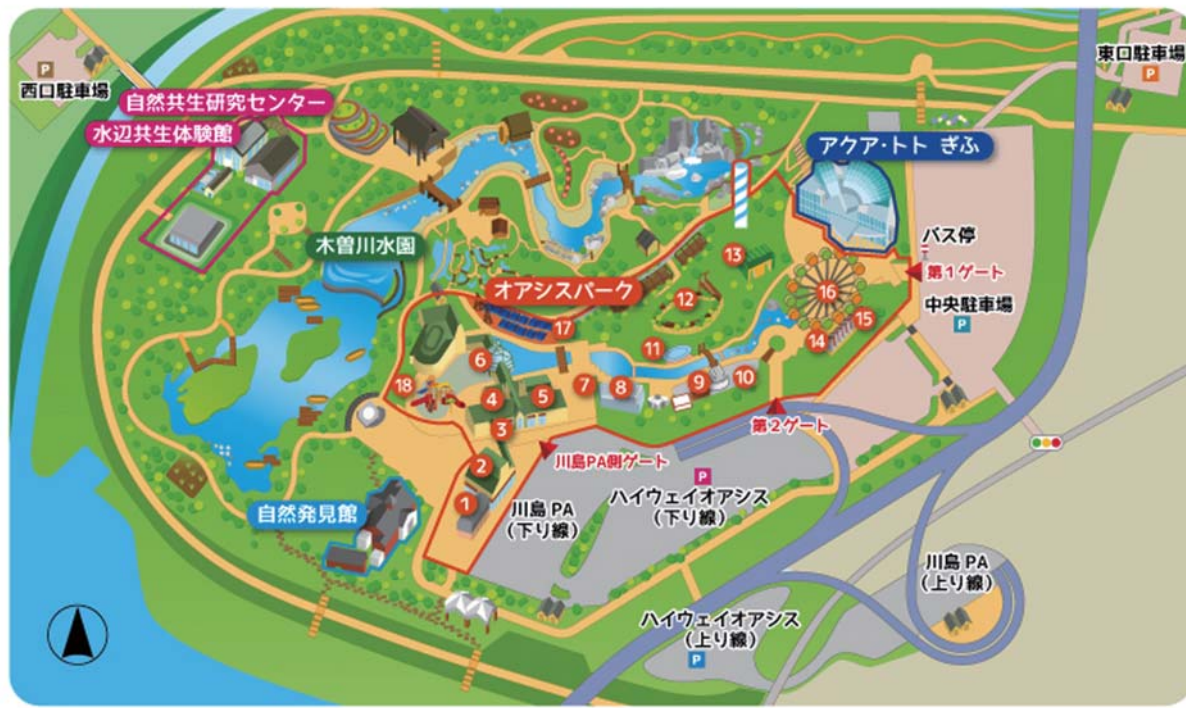 P
西口駐車場
自然共生研究センター
水辺共生体験館
東口駐車場
P
アクア・トト ぎふ
木曽川水園
バス停
第1ゲート
中央駐車場
P
オアシスパーク
13
12
16
15
14
17
11
10
9
8
7
6
5
4
3
18
2
1
第2ゲート
川島PA側ゲート
P
ハイウェイオアシス
(下り線)
川島 PA
(下り線)
自然発見館
川島 PA
(上り線)
ハイウェイオアシス
(上り線)
P